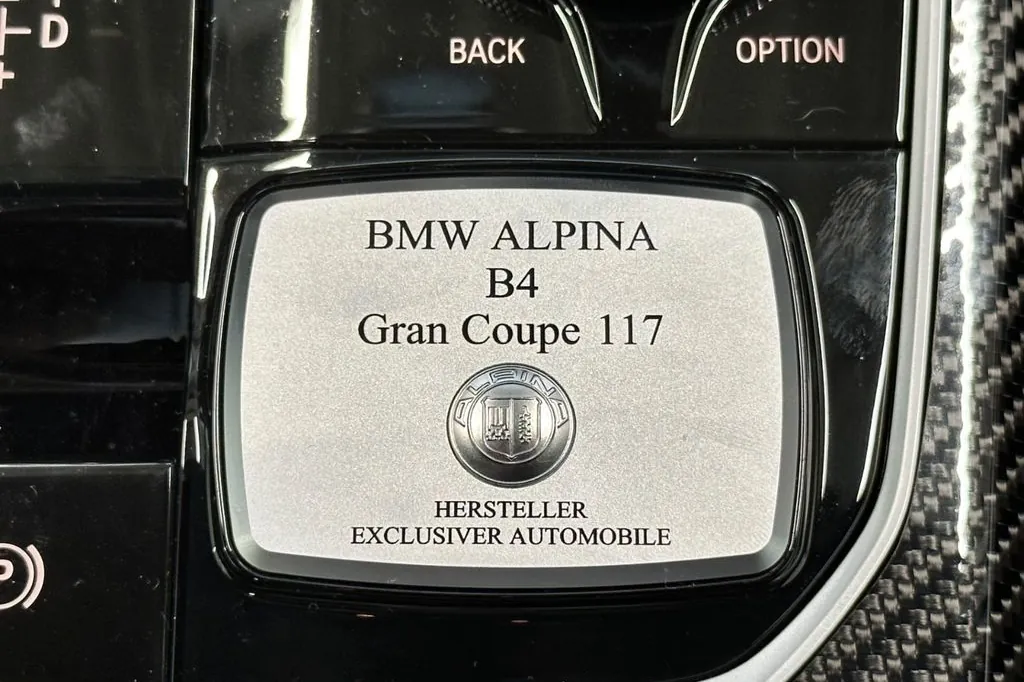 D
+
BACK
OPTION
BMW ALPINA
B4
Gran Coupe 117
ALPINA
HERSTELLER
EXCLUSIVER AUTOMOBILE
P